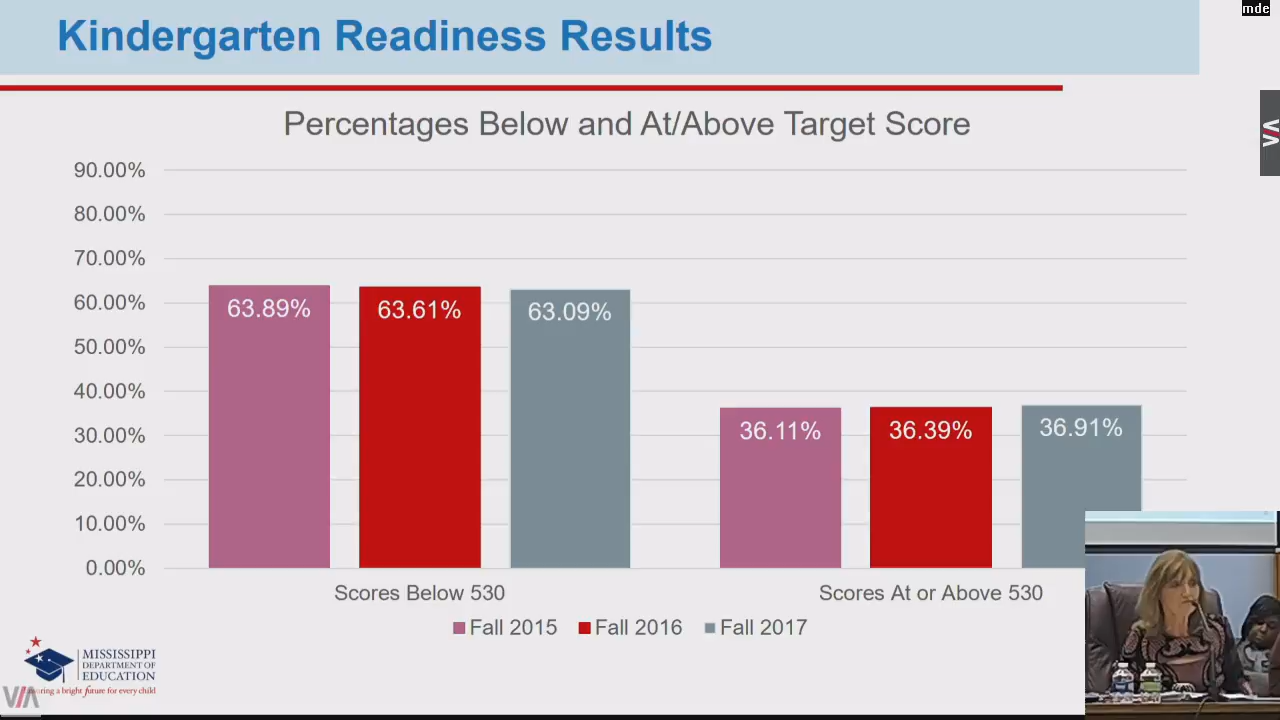 mde
Kindergarten Readiness Results
Percentages Below and At/Above Target Score
90.00%
80.00%
70.00%
60.00%
50.00%
40.00%
30.00%
20.00%
10.00%
0.00%
63.89%
63.61%
63.09%
36.11%
36.39%
36.91%
Scores Below 530
Scores At or Above 530
Fall 2015
Fall 2016
Fall 2017
MISSISSIPPI
DEPARTMENT OF
EDUCATION
a bright future for every child
VIA